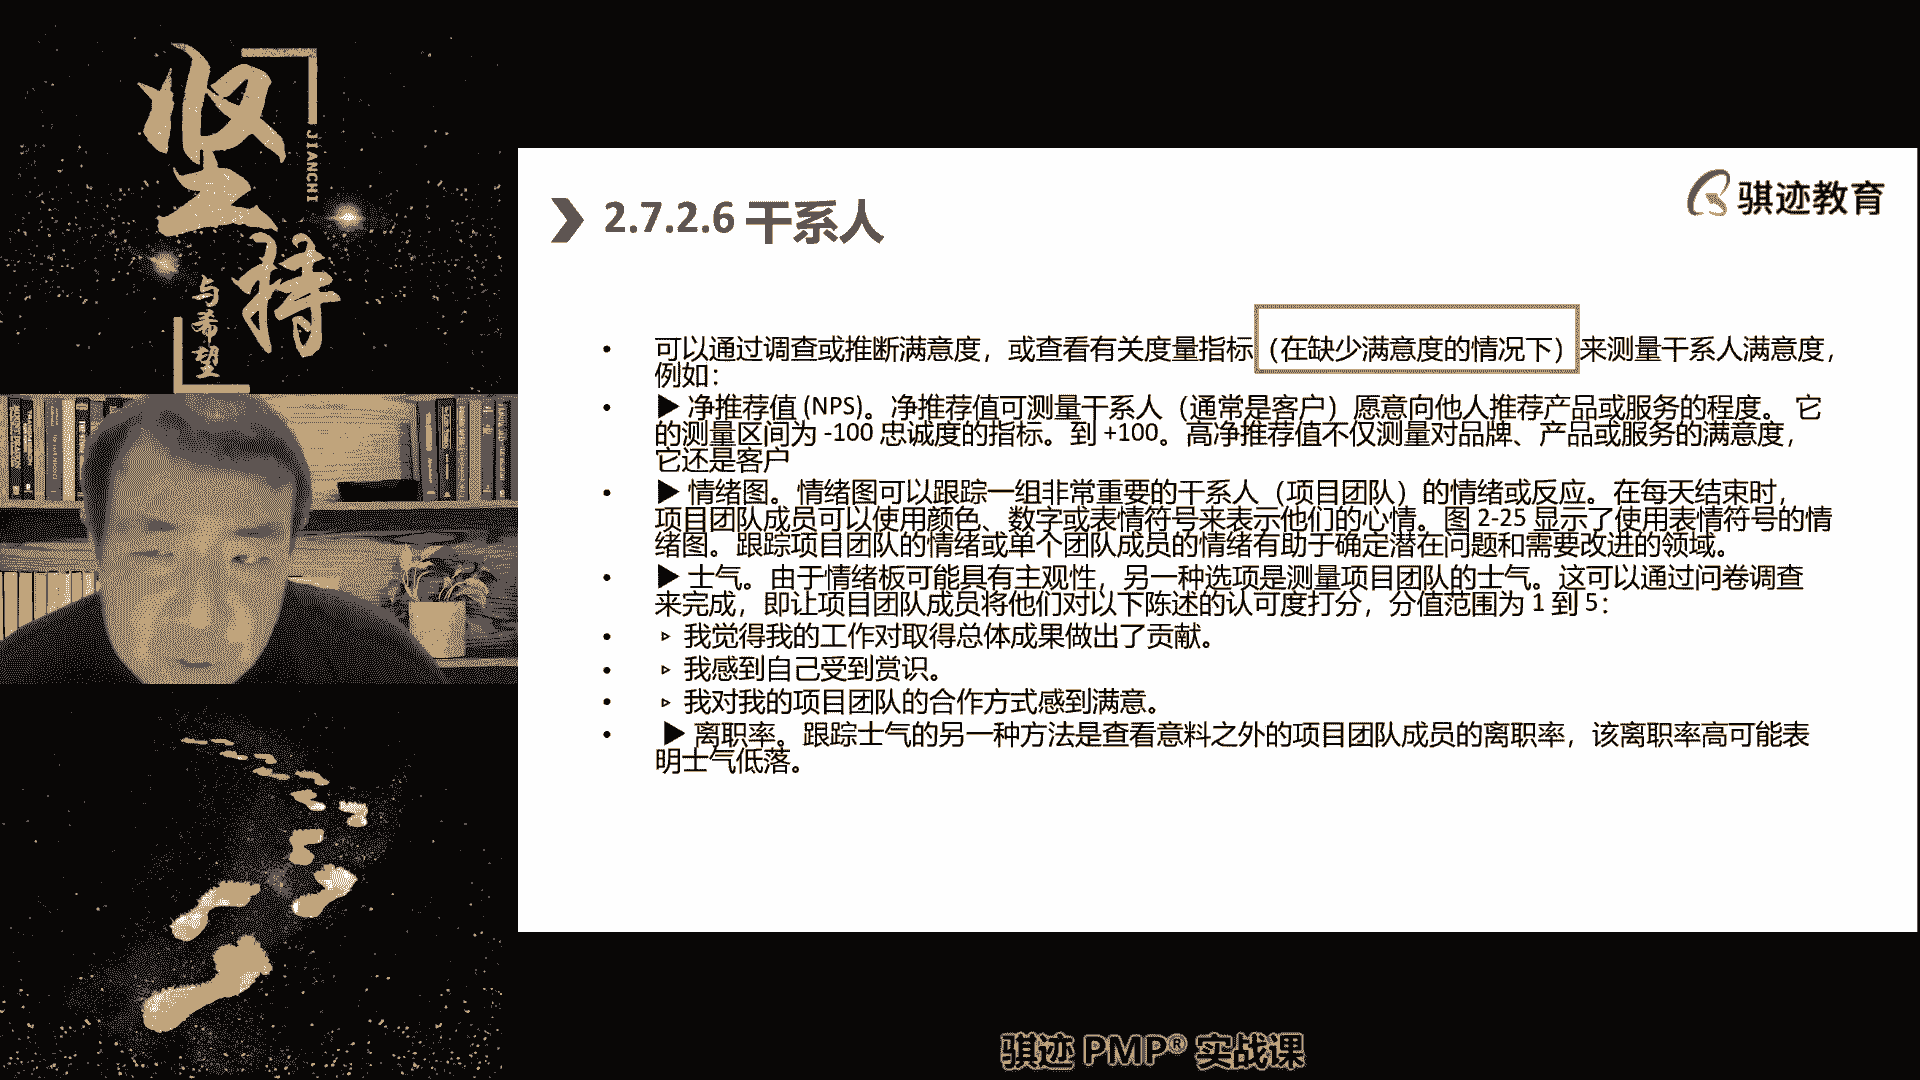 坚持
JIANCHI
与希望
骐迹教育
2.7.2.6 干系人
• 可以通过调查或推断满意度，或查看有关度量指标（在缺少满意度的情况下）来测量干系人满意度，
例如：
• ▶ 净推荐值 (NPS)。净推荐值可测量干系人（通常是客户）愿意向他人推荐产品或服务的程度。 它
的测量区间为 -100 忠诚度的指标。到 +100。高净推荐值不仅测量对品牌、产品或服务的满意度，
它还是客户
• ▶ 情绪图。情绪图可以跟踪一组非常重要的干系人（项目团队）的情绪或反应。在每天结束时，
项目团队成员可以使用颜色、数字或表情符号来表示他们的心情。图 2-25 显示了使用表情符号的情
绪图。跟踪项目团队的情绪或单个团队成员的情绪有助于确定潜在问题和需要改进的领域。
• ▶ 士气。由于情绪板可能具有主观性，另一种选项是测量项目团队的士气。这可以通过问卷调查
来完成，即让项目团队成员将他们对以下陈述的认可度打分，分值范围为 1 到 5：
• ▹ 我觉得我的工作对取得总体成果做出了贡献。
• ▹ 我感到自己受到赏识。
• ▹ 我对我的项目团队的合作方式感到满意。
• ▶ 离职率。跟踪士气的另一种方法是查看意料之外的项目团队成员的离职率，该离职率高可能表
明士气低落。
骐迹 PMP® 实战课